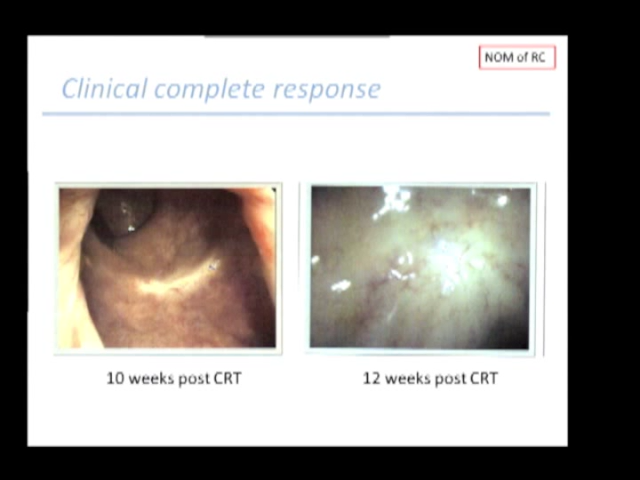 NOM of RC
Clinical complete response
10 weeks post CRT
12 weeks post CRT